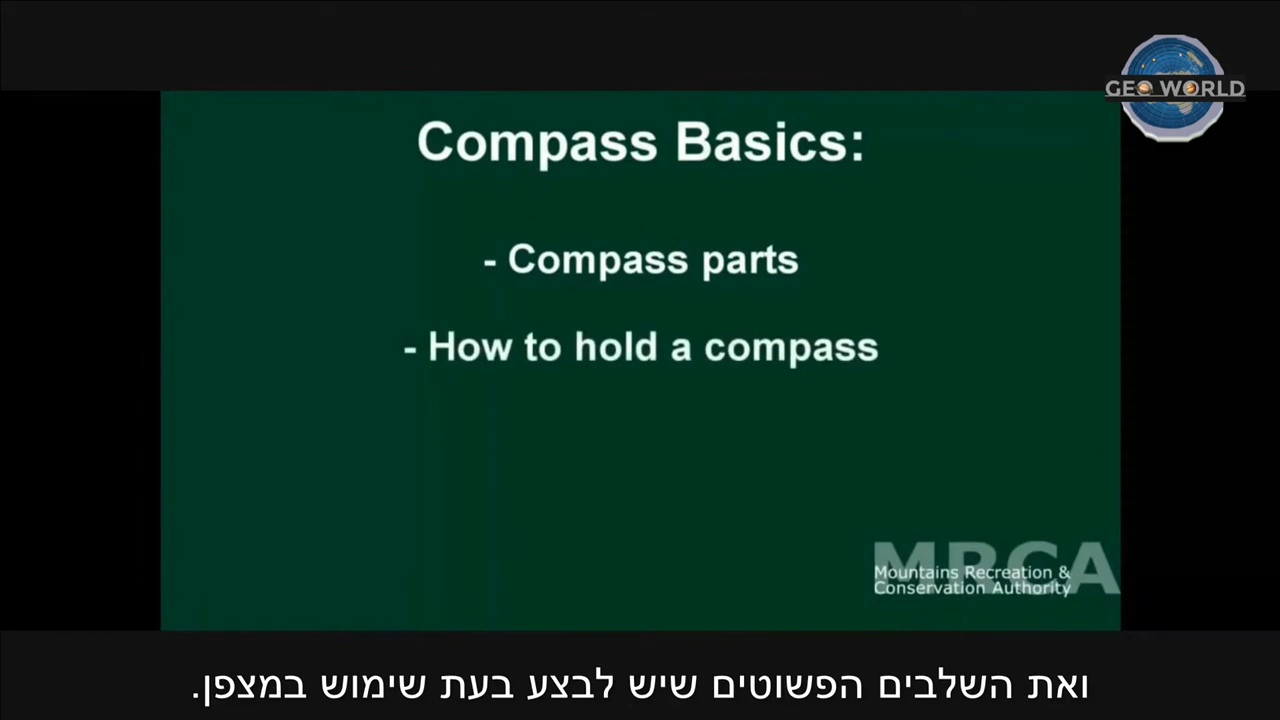 GEO WORLD
Compass Basics:
- Compass parts
- How to hold a compass
MRCA
Mountains Recreation &
Conservation Authority
ואת השלבים הפשוטים שיש לבצע בעת שימוש במצפן.